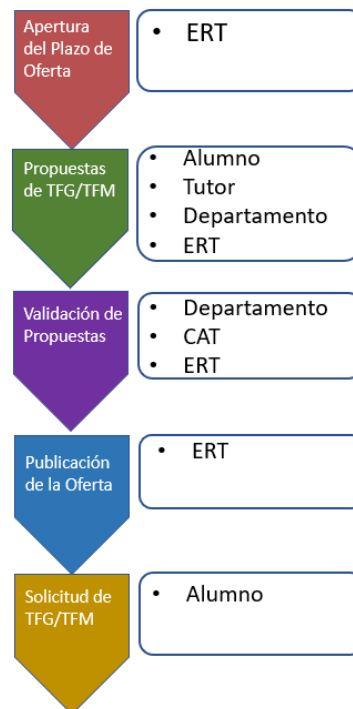 Apertura
del Plazo de
Oferta
• ERT
Propuestas
de TFG/TFM
• Alumno
• Tutor
• Departamento
• ERT
Validación de
Propuestas
• Departamento
• CAT
• ERT
Publicación
de la Oferta
• ERT
Solicitud de
TFG/TFM
• Alumno